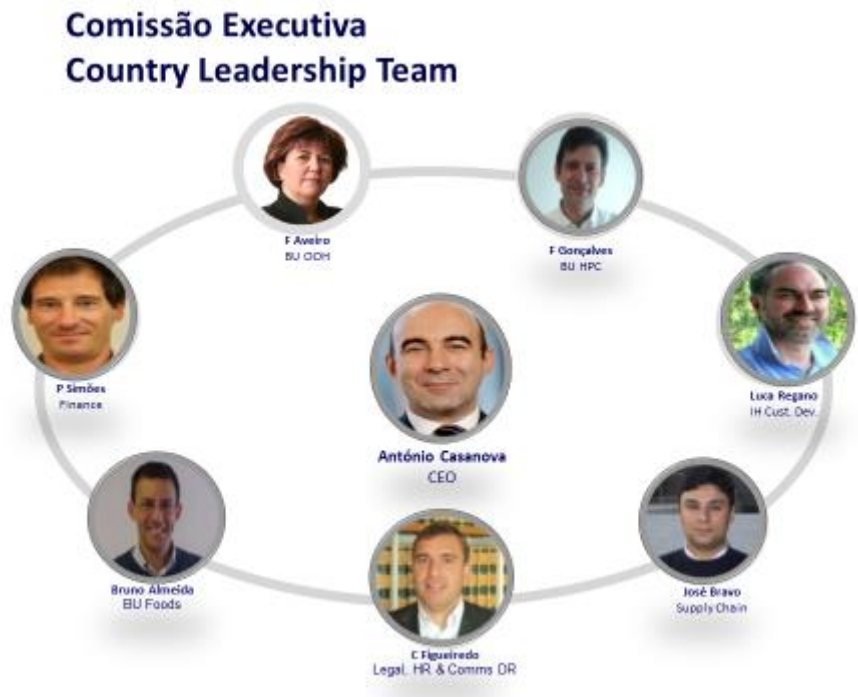 Comissão Executiva
Country Leadership Team
F Aveiro
BU OOH
F Gonçalves
BU HPC
P Simões
Finance
Luca Regano
IH Cust. Dev.
António Casanova
CEO
Bruno Almeida
BU Foods
José Bravo
Supply Chain
C Figueiredo
Legal, HR & Comms DR